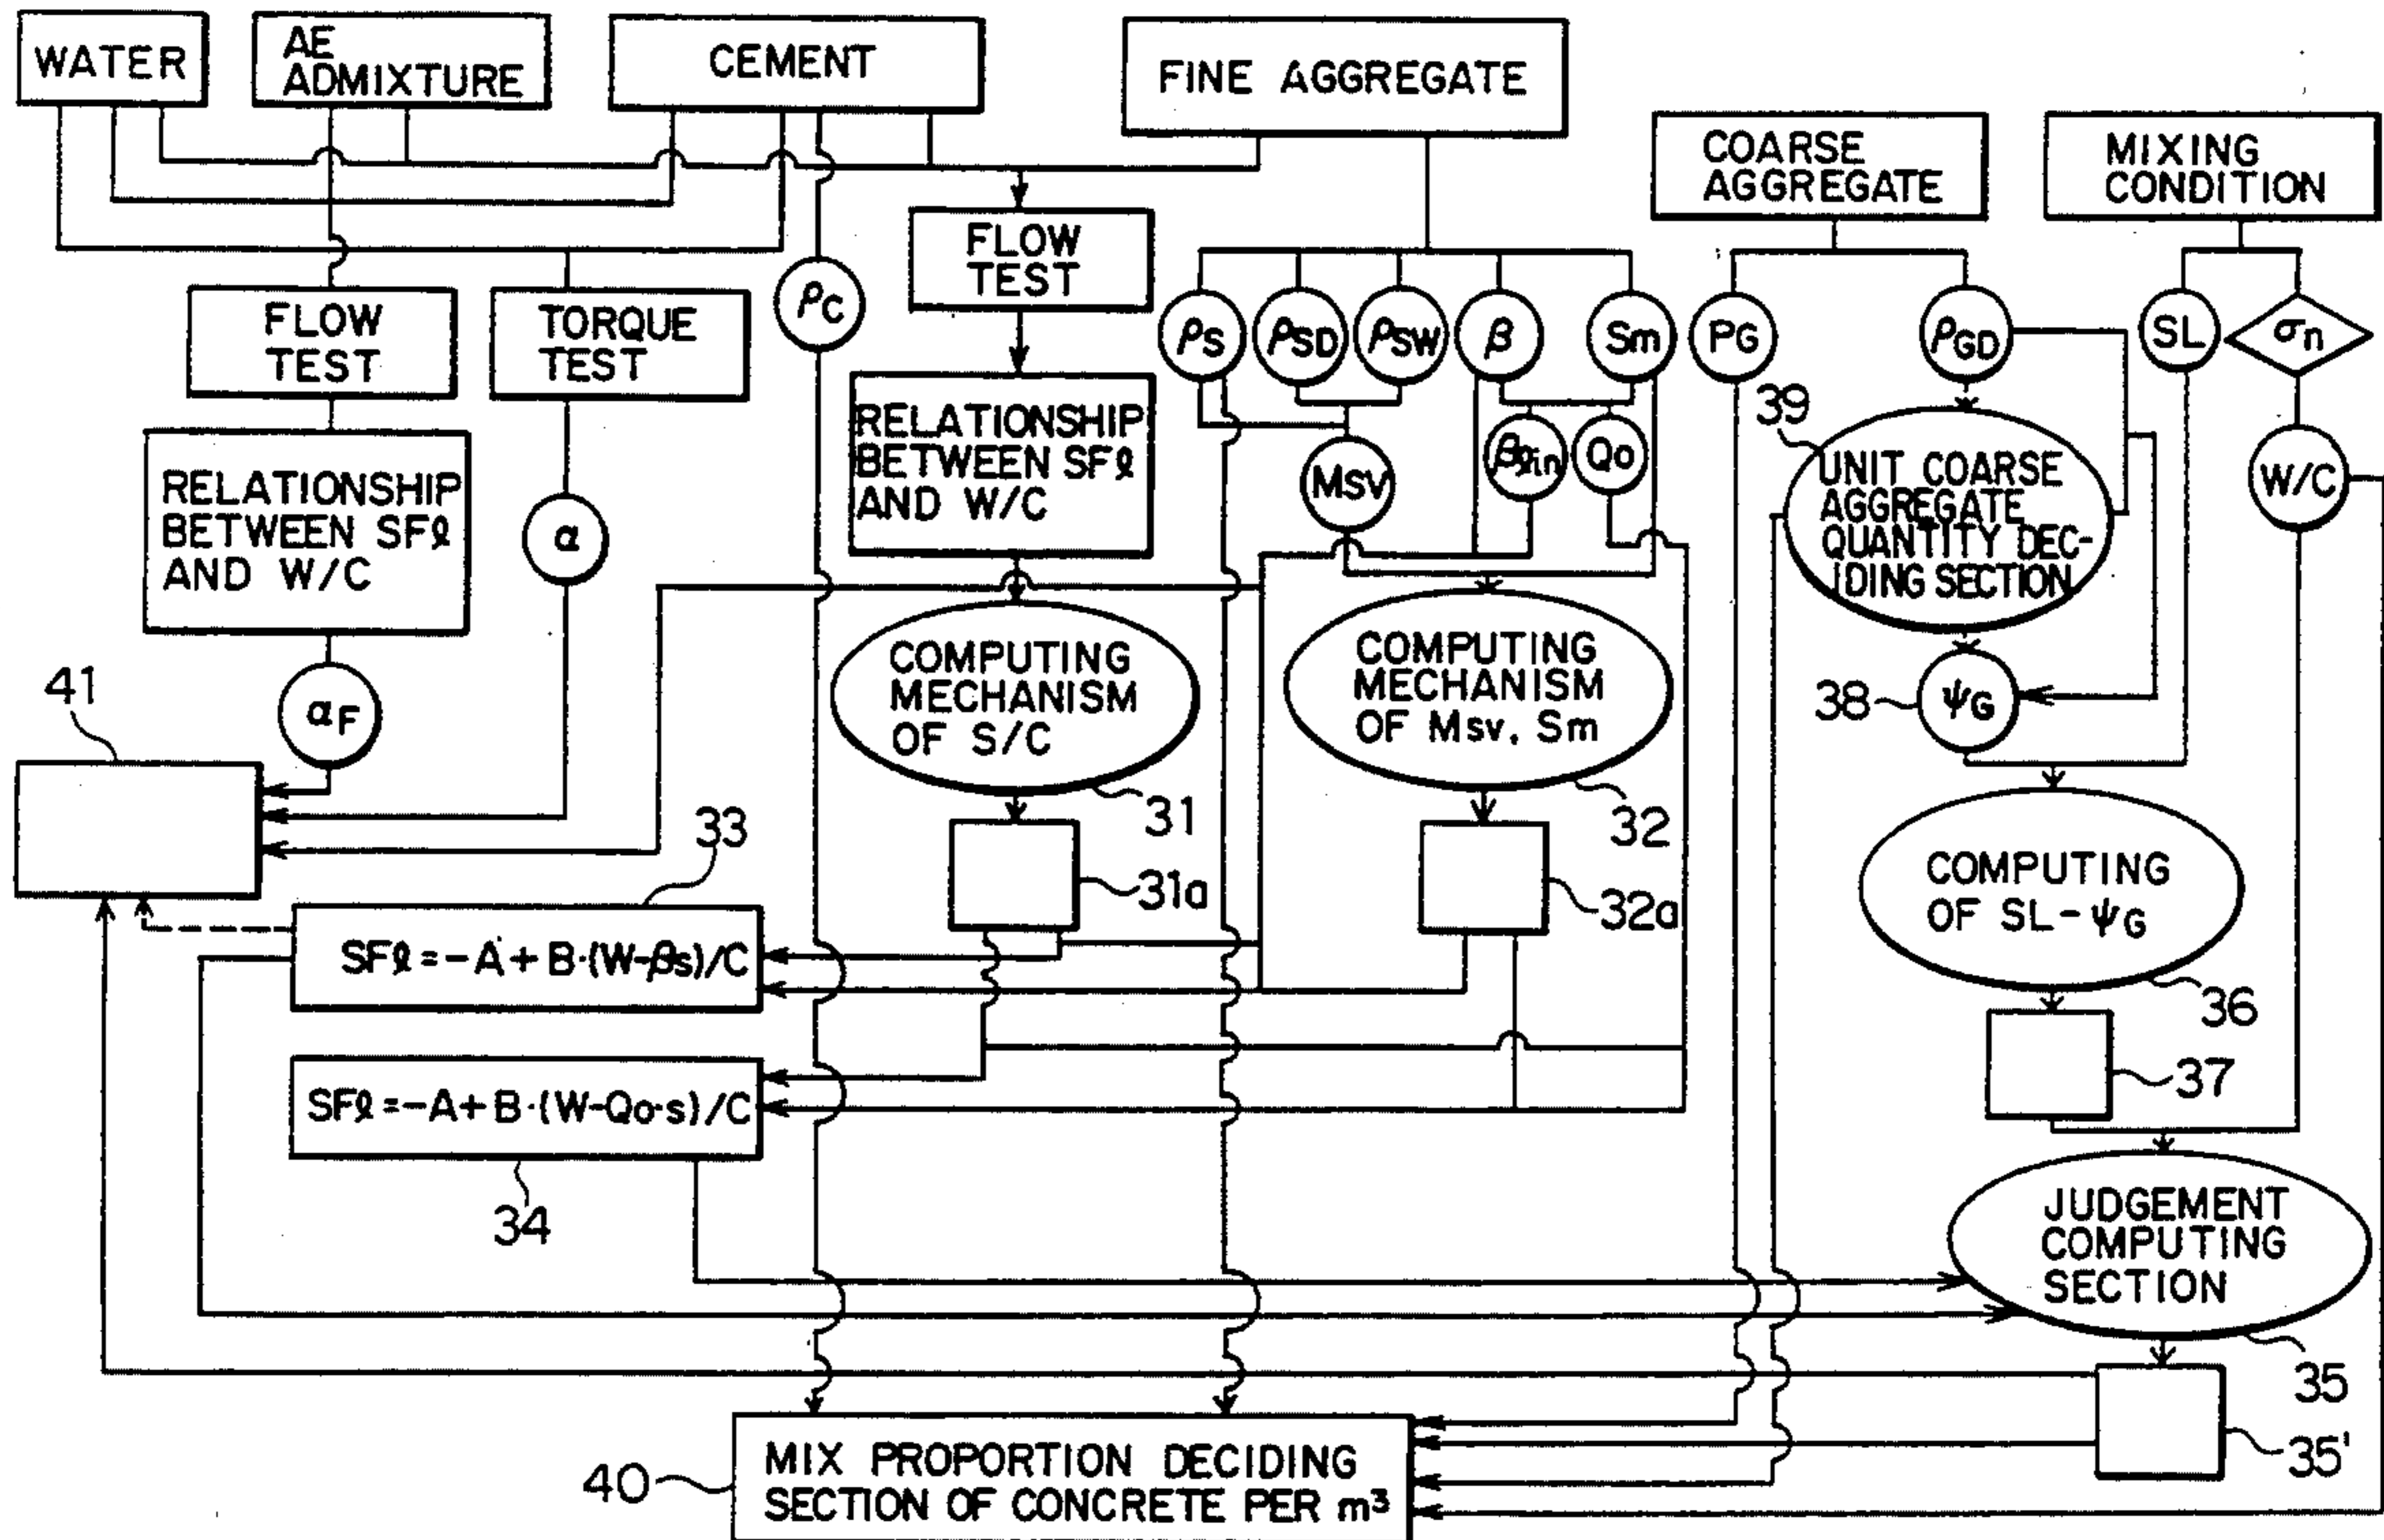 WATER
AE
ADMIXTURE
CEMENT
FINE AGGREGATE
COARSE
AGGREGATE
MIXING
CONDITION
FLOW
TEST
TORQUE
TEST
ρC
FLOW
TEST
ρS
ρSD
ρSW
β
Sm
PG
ρGD
SL
σn
RELATIONSHIP
BETWEEN SFℓ
AND W/C
α
RELATIONSHIP
BETWEEN SFℓ
AND W/C
Msv
βℓin
Qo
39
UNIT COARSE
AGGREGATE
QUANTITY DEC-
IDING SECTION
W/C
αF
41
COMPUTING
MECHANISM
OF S/C
31
COMPUTING
MECHANISM
OF Msv, Sm
32
38
ψG
31a
32a
COMPUTING
OF SL-ψG
36
37
33
SFℓ=-A+B·(W-βs)/C
SFℓ=-A+B·(W-Qo·s)/C
34
JUDGEMENT
COMPUTING
SECTION
35
35'
40
MIX PROPORTION DECIDING
SECTION OF CONCRETE PER m³